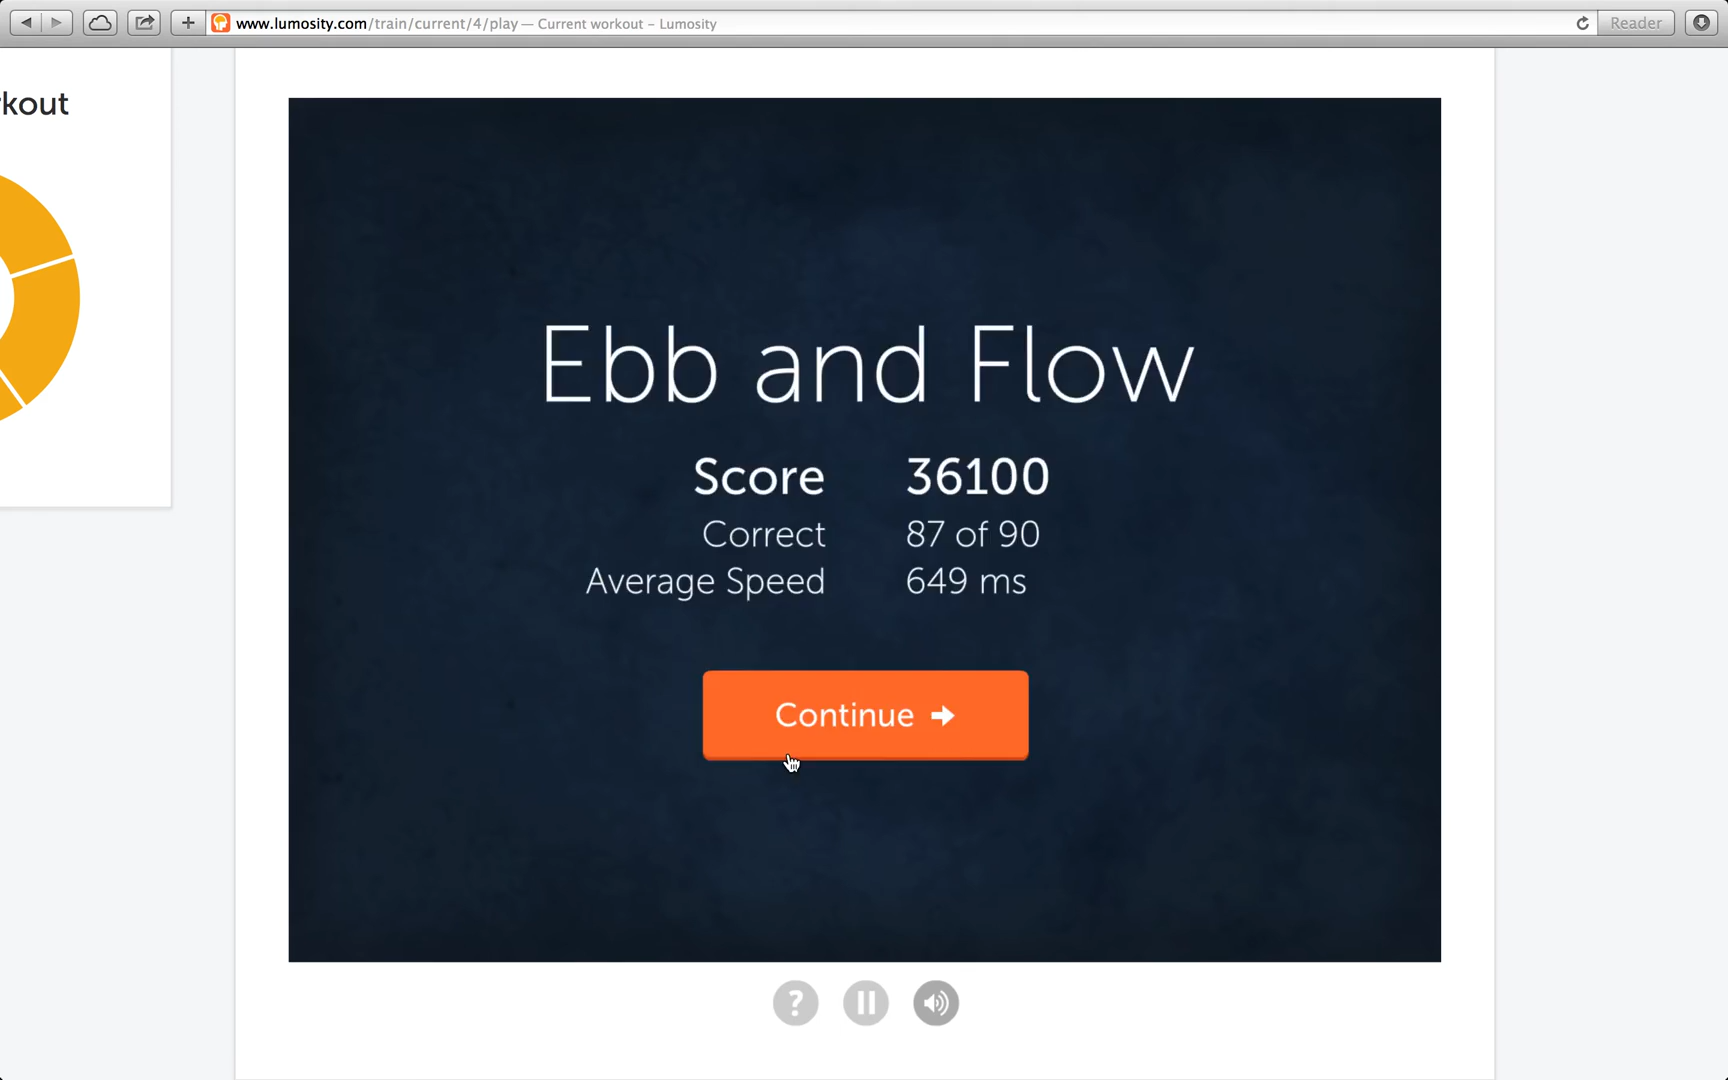 www.lumosity.com/train/current/4/play — Current workout – Lumosity
Reader
rkout
Ebb and Flow
Score 36100
Correct 87 of 90
Average Speed 649 ms
Continue
?